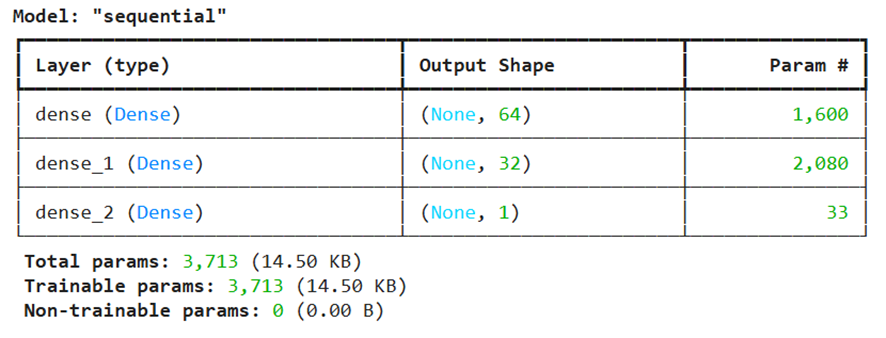 Model: "sequential"
Layer (type) Output Shape Param #
dense (Dense) (None, 64) 1,600
dense_1 (Dense) (None, 32) 2,080
dense_2 (Dense) (None, 1) 33
Total params: 3,713 (14.50 KB)
Trainable params: 3,713 (14.50 KB)
Non-trainable params: 0 (0.00 B)